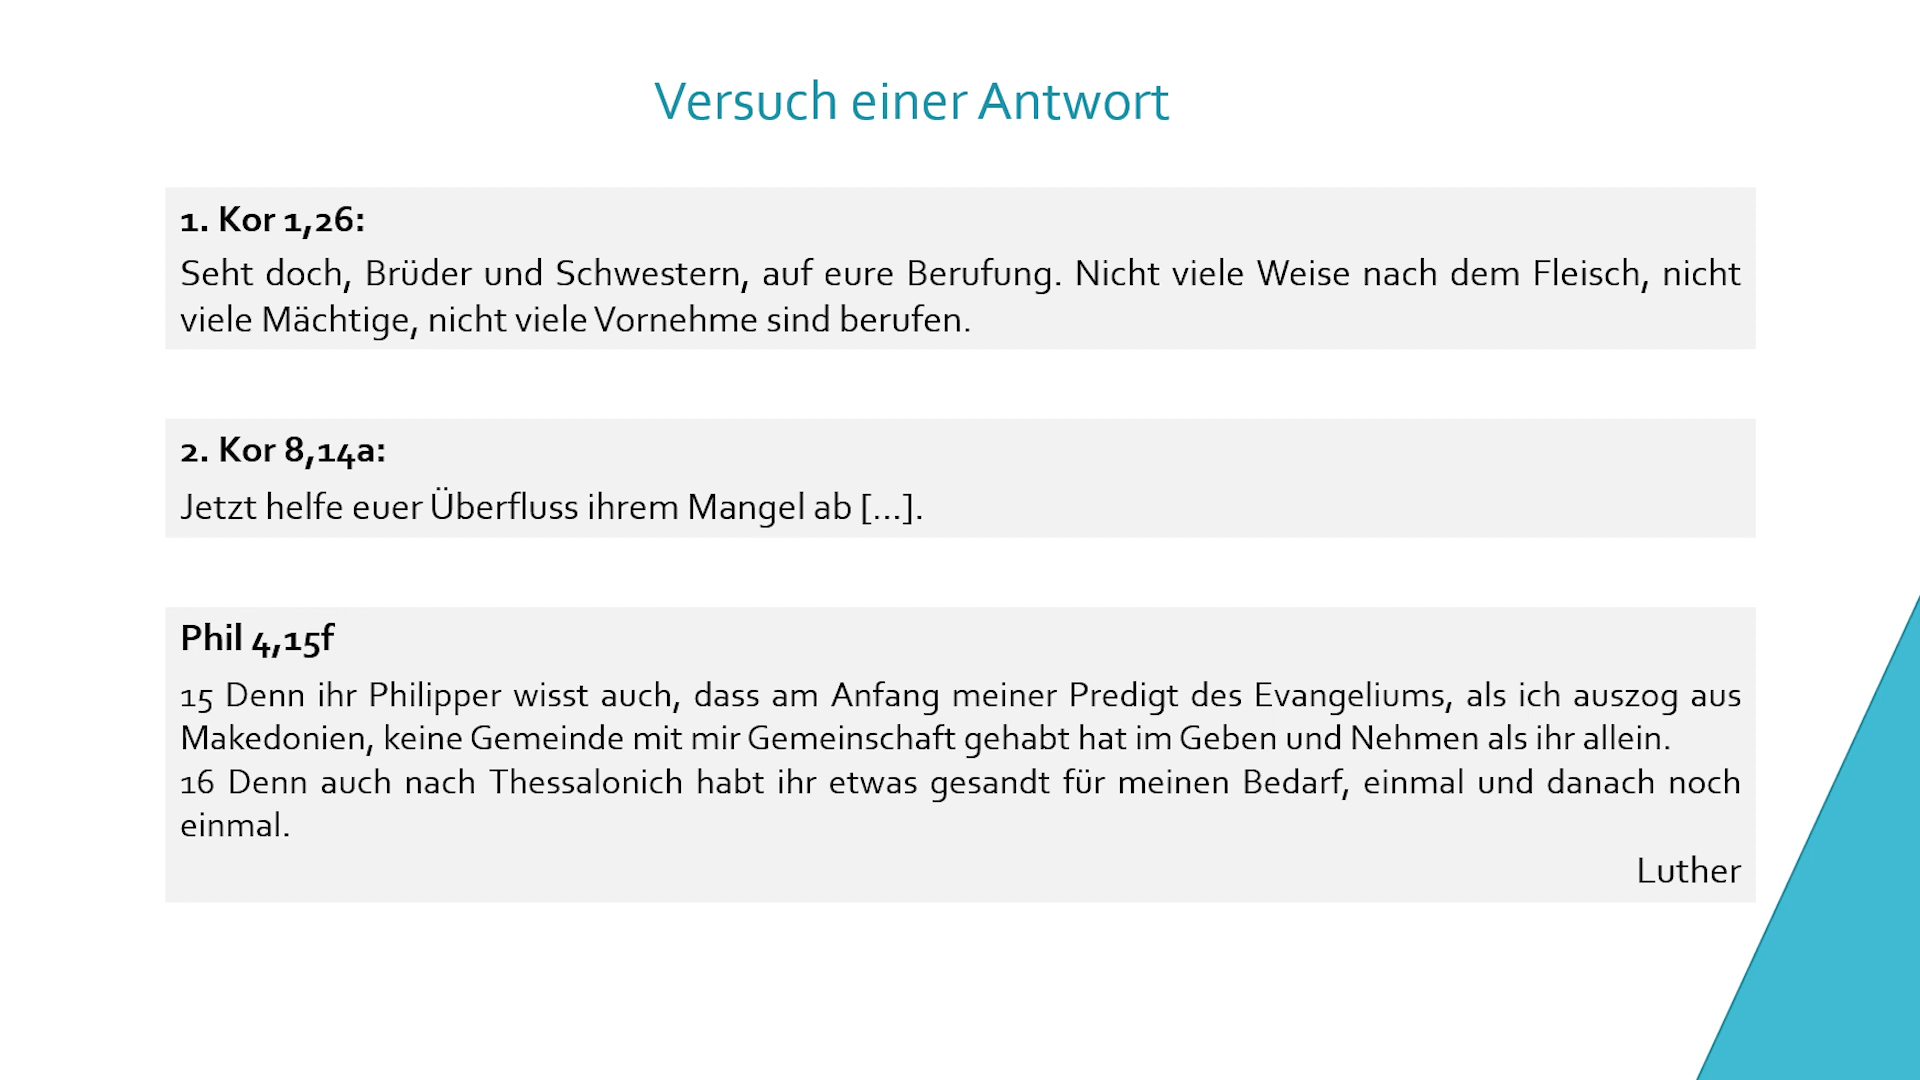 Versuch einer Antwort
1. Kor 1,26:
Seht doch, Brüder und Schwestern, auf eure Berufung. Nicht viele Weise nach dem Fleisch, nicht
viele Mächtige, nicht viele Vornehme sind berufen.
2. Kor 8,14a:
Jetzt helfe euer Überfluss ihrem Mangel ab [...].
Phil 4,15f
15 Denn ihr Philipper wisst auch, dass am Anfang meiner Predigt des Evangeliums, als ich auszog aus
Makedonien, keine Gemeinde mit mir Gemeinschaft gehabt hat im Geben und Nehmen als ihr allein.
16 Denn auch nach Thessalonich habt ihr etwas gesandt für meinen Bedarf, einmal und danach noch
einmal.
Luther